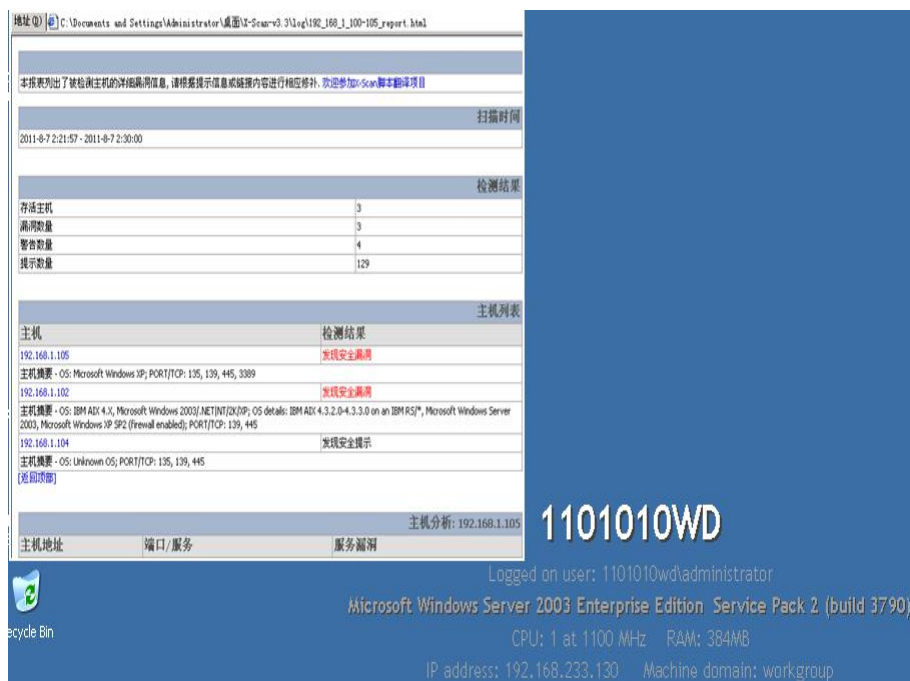 地址(D) C:\Documents and Settings\Administrator\桌面\X-Scan-v3.3\log\192_168_1_100-105_report.html
本报表列出了被检测主机的详细漏洞信息, 请根据提示信息或链接内容进行相应修补. 欢迎参加X-Scan脚本翻译项目
扫描时间
2011-8-7 2:21:57 - 2011-8-7 2:30:00
检测结果
存活主机 3
漏洞数量 3
警告数量 4
提示数量 129
主机列表
主机 检测结果
192.168.1.105 发现安全漏洞
主机摘要 - OS: Microsoft Windows XP; PORT/TCP: 135, 139, 445, 3389
192.168.1.102 发现安全漏洞
主机摘要 - OS: IBM AIX 4.X, Microsoft Windows 2003/.NET|NT/2K/XP; OS details: IBM AIX 4.3.2.0-4.3.3.0 on an IBM RS/*, Microsoft Windows Server
2003, Microsoft Windows XP SP2 (firewall enabled); PORT/TCP: 139, 445
192.168.1.104 发现安全提示
主机摘要 - OS: Unknown OS; PORT/TCP: 135, 139, 445
[返回顶部]
主机分析: 192.168.1.105
主机地址 端口/服务 服务漏洞
1101010WD
Logged on user: 1101010wd\administrator
Microsoft Windows Server 2003 Enterprise Edition Service Pack 2 (build 3790)
CPU: 1 at 1100 MHz RAM: 384MB
IP address: 192.168.233.130 Machine domain: workgroup
ecycle Bin